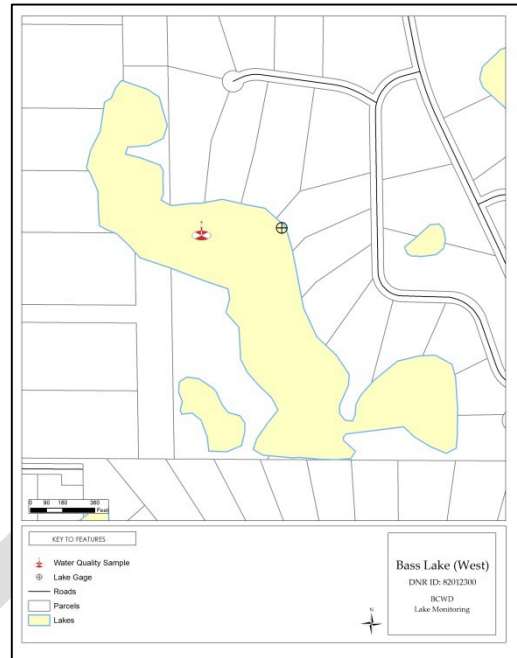 0 90 180 360
Feet
KEY TO FEATURES
Water Quality Sample
Lake Gage
Roads
Parcels
Lakes
Bass Lake (West)
DNR ID: 82012300
BCWD
Lake Monitoring
N